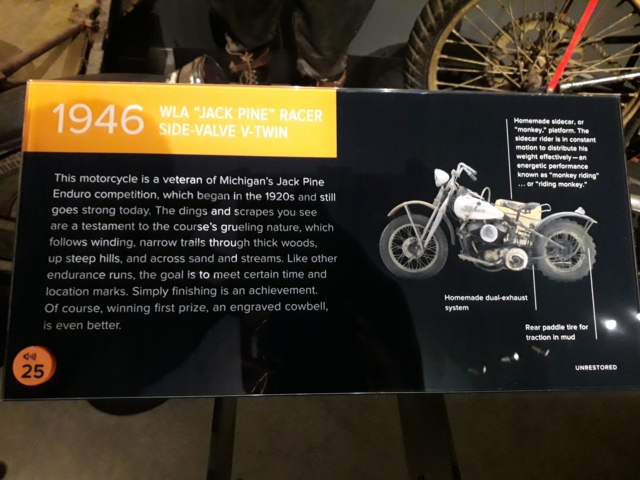 1946 WLA "JACK PINE" RACER
SIDE-VALVE V-TWIN
This motorcycle is a veteran of Michigan's Jack Pine
Enduro competition, which began in the 1920s and still
goes strong today. The dings and scrapes you see
are a testament to the course's grueling nature, which
follows winding, narrow trails through thick woods,
up steep hills, and across sand and streams. Like other
endurance runs, the goal is to meet certain time and
location marks. Simply finishing is an achievement.
Of course, winning first prize, an engraved cowbell,
is even better.
25
Homemade sidecar, or
"monkey," platform. The
sidecar rider is in constant
motion to distribute his
weight effectively—an
energetic performance
known as "monkey riding"
... or "riding monkey."
Homemade dual-exhaust
system
Rear paddle tire for
traction in mud
UNRESTORED